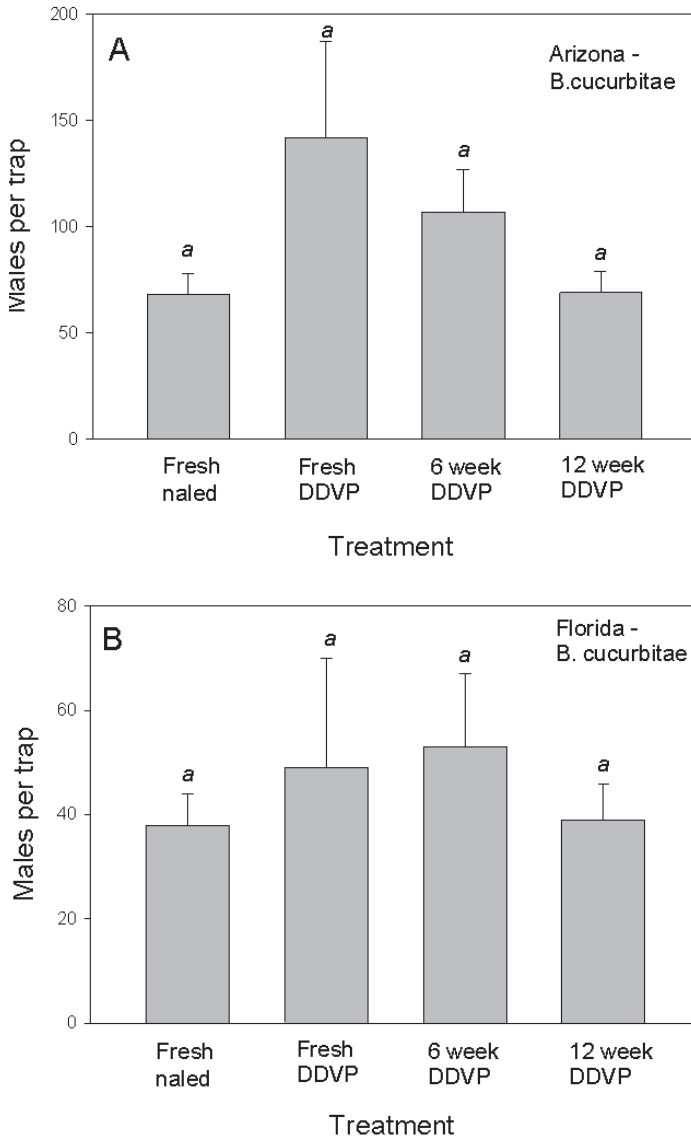 A
Arizona -
B.cucurbitae
Males per trap
200
150
100
50
0
a
a
a
a
Fresh
naled
Fresh
DDVP
6 week
DDVP
12 week
DDVP
Treatment
B
Florida -
B. cucurbitae
Males per trap
80
60
40
20
0
a
a
a
a
Fresh
naled
Fresh
DDVP
6 week
DDVP
12 week
DDVP
Treatment